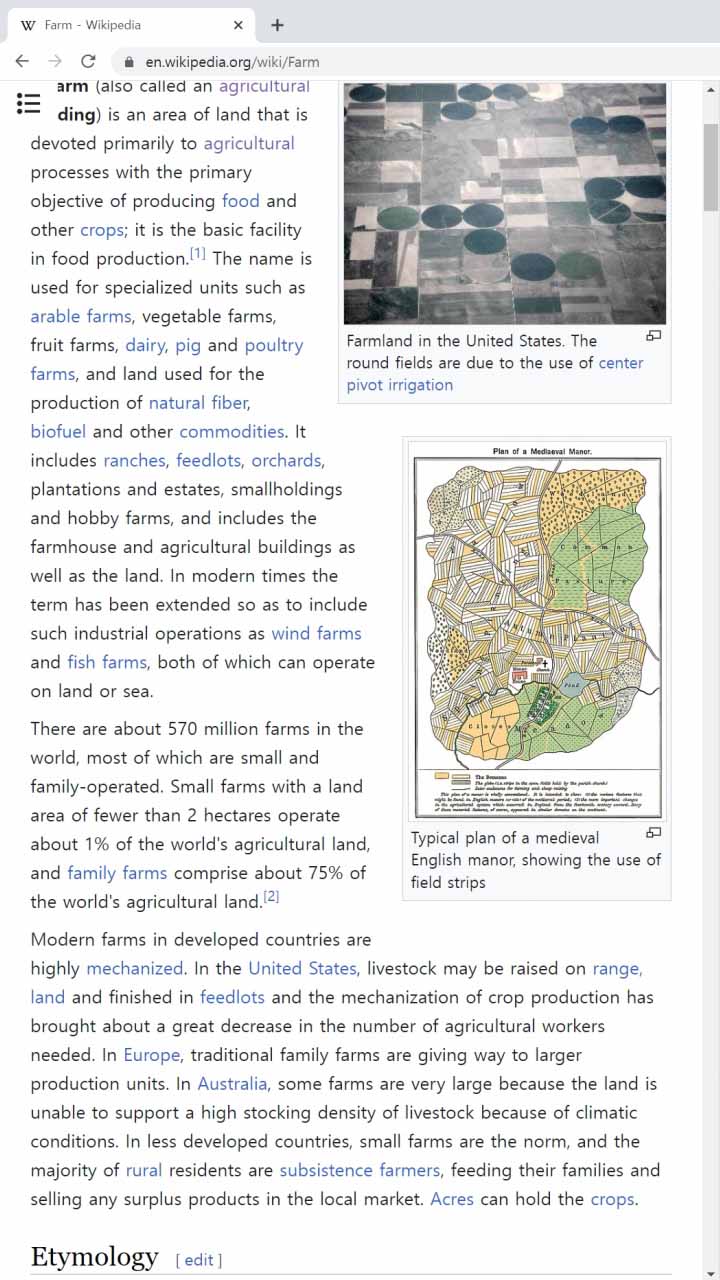 Farm - Wikipedia
en.wikipedia.org/wiki/Farm
arm (also called an agricultural
ding) is an area of land that is
devoted primarily to agricultural
processes with the primary
objective of producing food and
other crops; it is the basic facility
in food production.[1] The name is
used for specialized units such as
arable farms, vegetable farms,
fruit farms, dairy, pig and poultry
farms, and land used for the
production of natural fiber,
biofuel and other commodities. It
includes ranches, feedlots, orchards,
plantations and estates, smallholdings
and hobby farms, and includes the
farmhouse and agricultural buildings as
well as the land. In modern times the
term has been extended so as to include
such industrial operations as wind farms
and fish farms, both of which can operate
on land or sea.
Farmland in the United States. The
round fields are due to the use of center
pivot irrigation
Plan of a Mediaeval Manor.
Common
Pasture
Typical plan of a medieval
English manor, showing the use of
field strips
There are about 570 million farms in the
world, most of which are small and
family-operated. Small farms with a land
area of fewer than 2 hectares operate
about 1% of the world's agricultural land,
and family farms comprise about 75% of
the world's agricultural land.[2]
Modern farms in developed countries are
highly mechanized. In the United States, livestock may be raised on range,
land and finished in feedlots and the mechanization of crop production has
brought about a great decrease in the number of agricultural workers
needed. In Europe, traditional family farms are giving way to larger
production units. In Australia, some farms are very large because the land is
unable to support a high stocking density of livestock because of climatic
conditions. In less developed countries, small farms are the norm, and the
majority of rural residents are subsistence farmers, feeding their families and
selling any surplus products in the local market. Acres can hold the crops.
Etymology [ edit ]